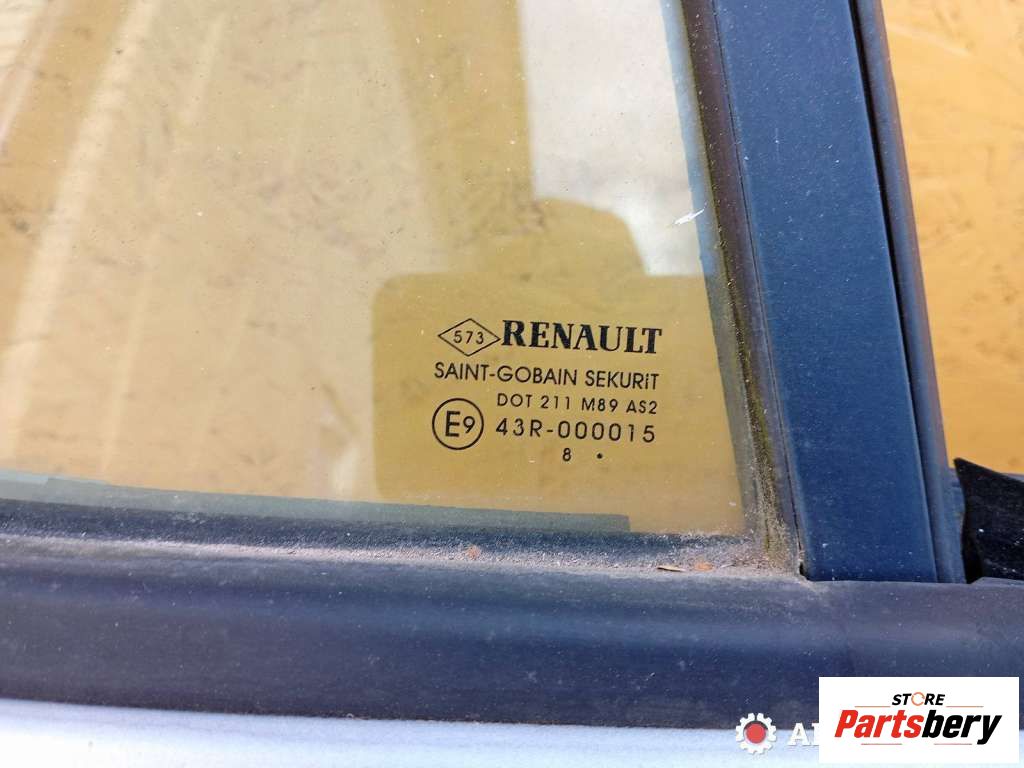 573 RENAULT
SAINT-GOBAIN SEKURiT
DOT 211 M89 AS2
E9 43R-000015
8 •
STORE
Partsbery